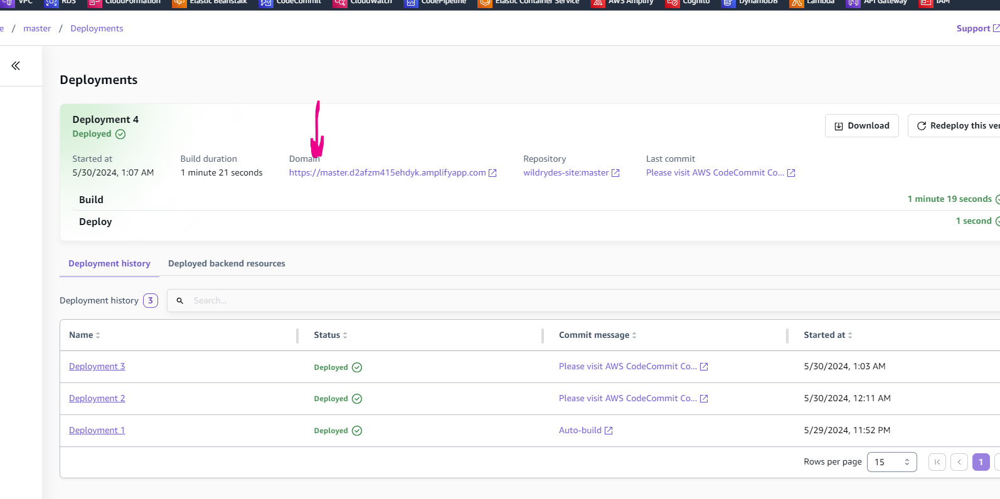 VPC RDS CloudFormation Elastic Beanstalk CodeCommit CloudWatch CodePipeline Elastic Container Service AWS Amplify Cognito DynamoDB Lambda API Gateway IAM
e / master / Deployments Support
Deployments
Deployment 4
Deployed
Download Redeploy this ver
Started at Build duration Domain Repository Last commit
5/30/2024, 1:07 AM 1 minute 21 seconds https://master.d2afzm415ehdyk.amplifyapp.com wildrydes-site:master Please visit AWS CodeCommit Co...
Build 1 minute 19 seconds
Deploy 1 second
Deployment history Deployed backend resources
Deployment history 3 Search...
Name Status Commit message Started at
Deployment 3 Deployed Please visit AWS CodeCommit Co... 5/30/2024, 1:03 AM
Deployment 2 Deployed Please visit AWS CodeCommit Co... 5/30/2024, 12:11 AM
Deployment 1 Deployed Auto-build 5/29/2024, 11:52 PM
Rows per page 15 1